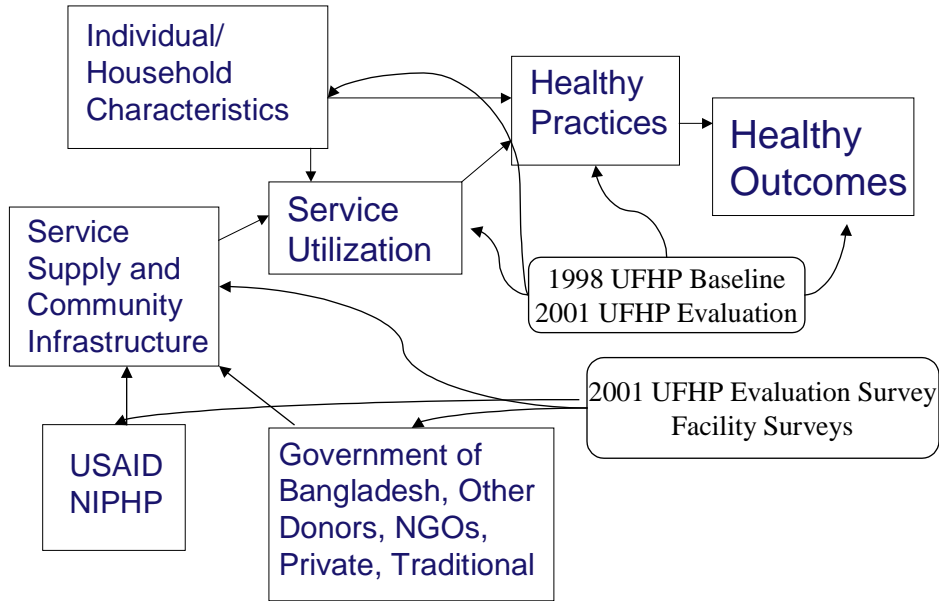 Individual/
Household
Characteristics
Healthy
Practices
Healthy
Outcomes
Service
Utilization
Service
Supply and
Community
Infrastructure
1998 UFHP Baseline
2001 UFHP Evaluation
2001 UFHP Evaluation Survey
Facility Surveys
USAID
NIPHP
Government of
Bangladesh, Other
Donors, NGOs,
Private, Traditional